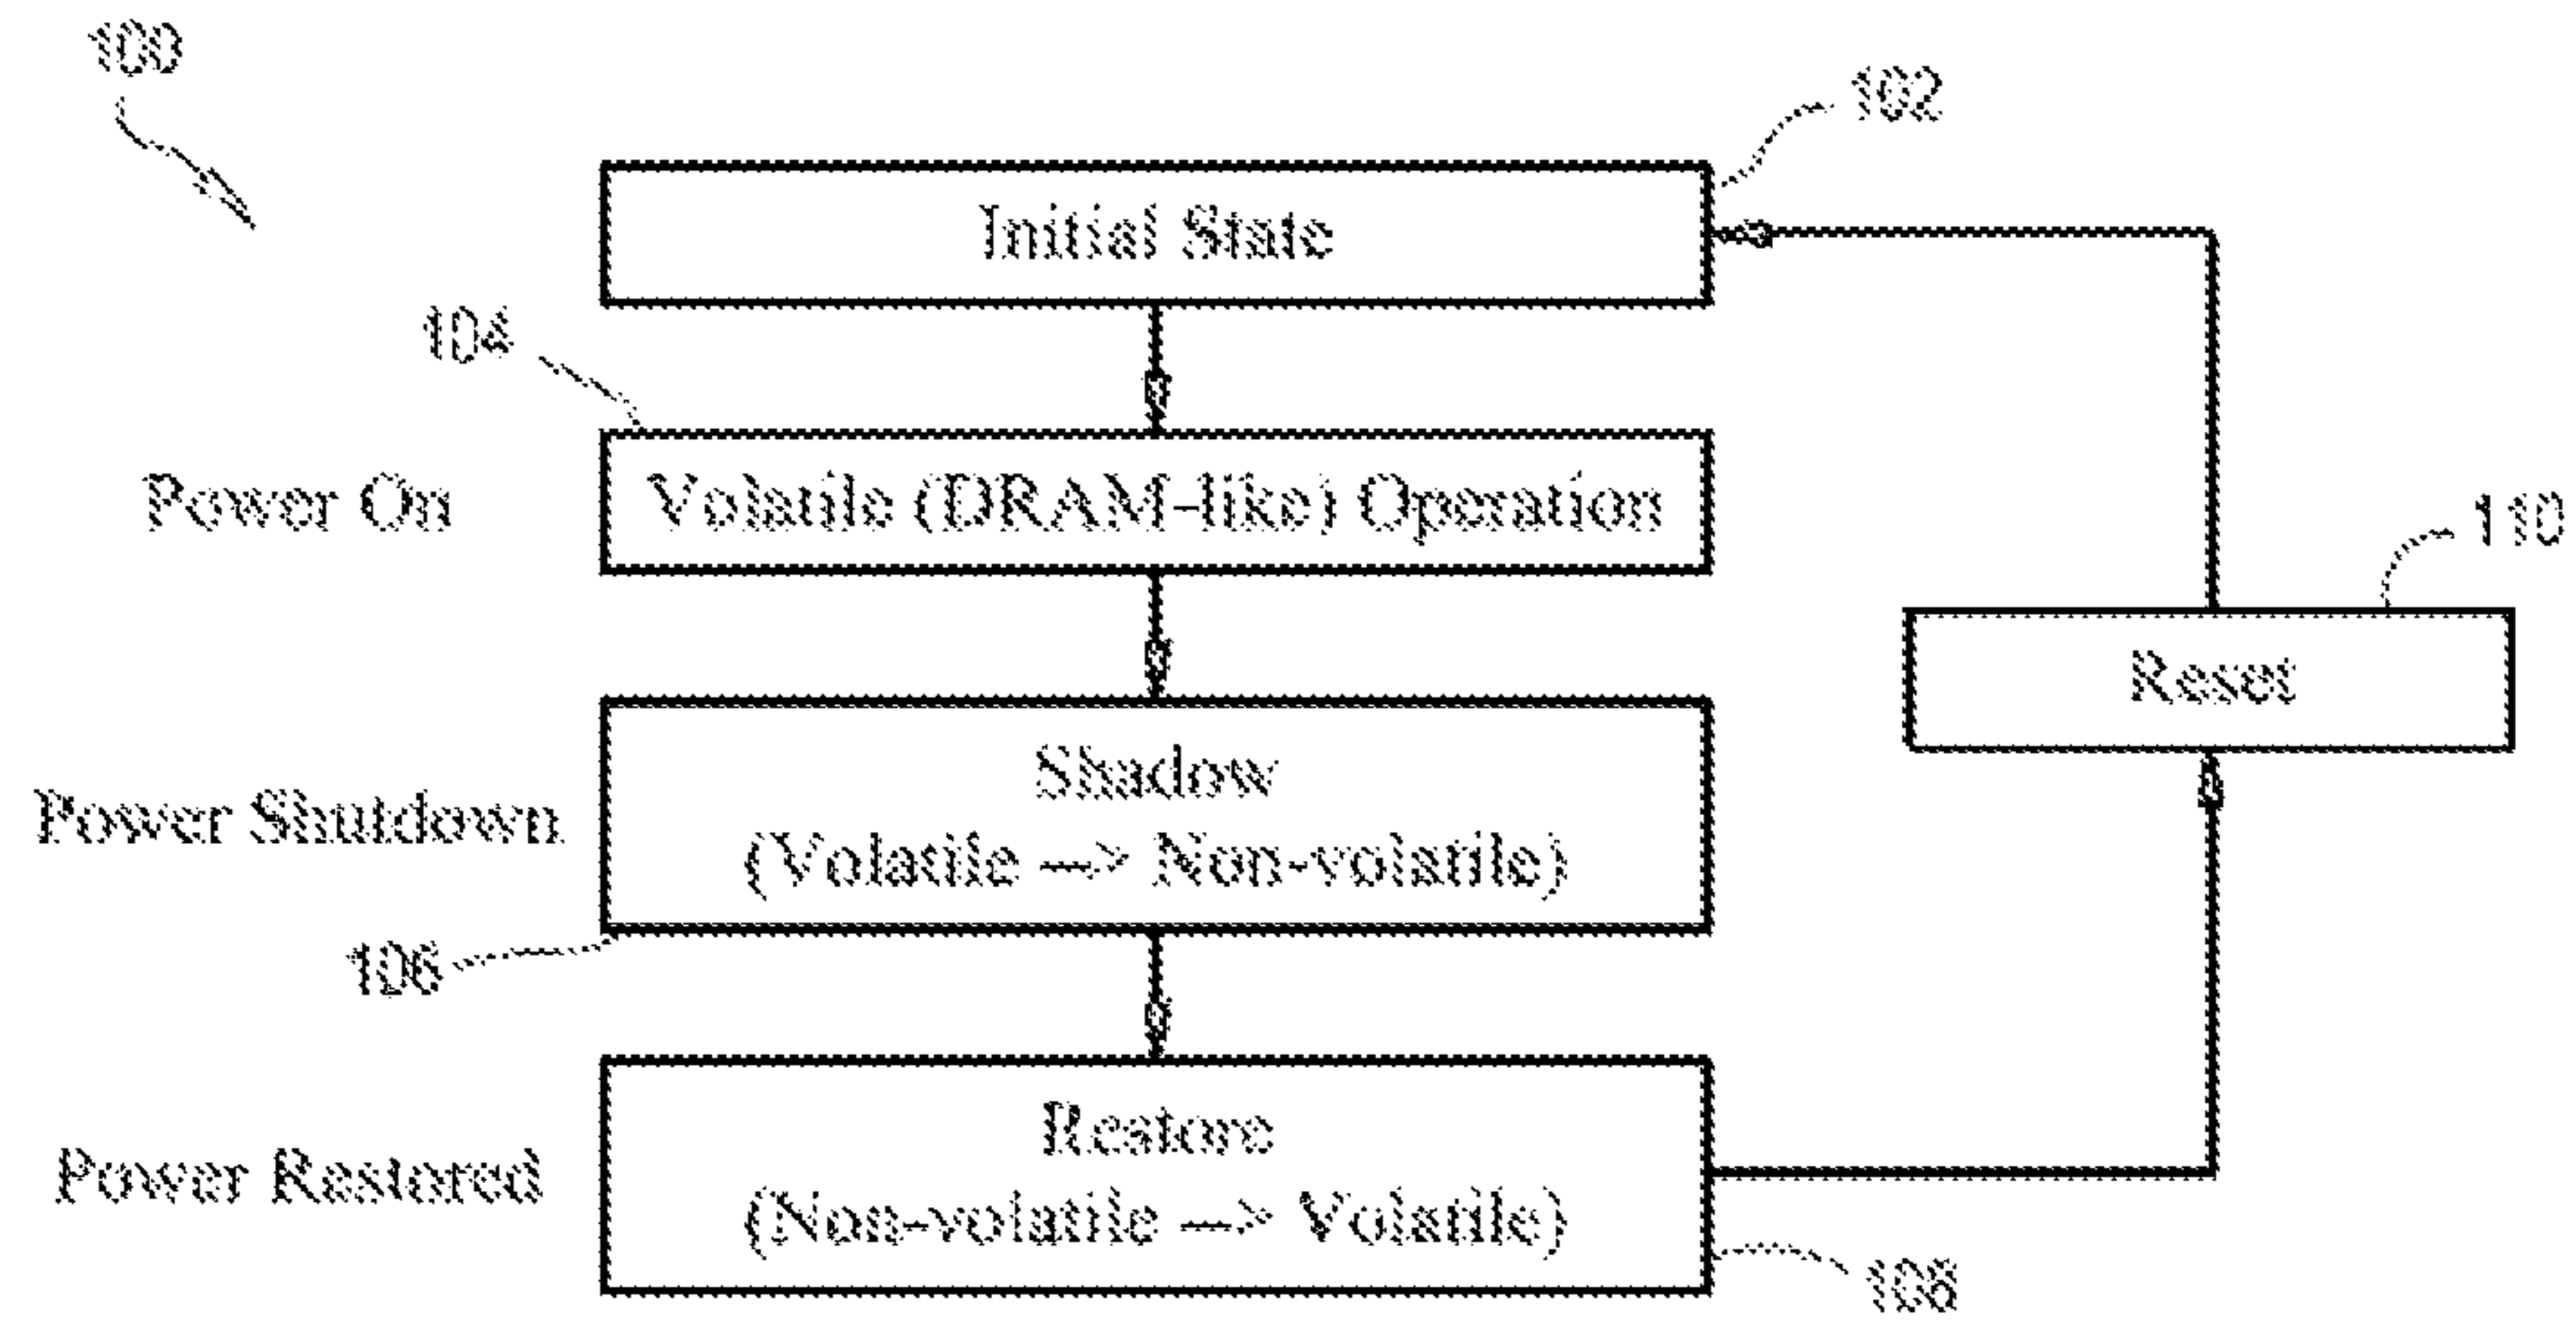 100
102
Initial State
104
Power On
Volatile (DRAM-like) Operation
110
Reset
Power Shutdown
Shadow
(Volatile ---> Non-volatile)
106
Power Restored
Restore
(Non-volatile ---> Volatile)
108